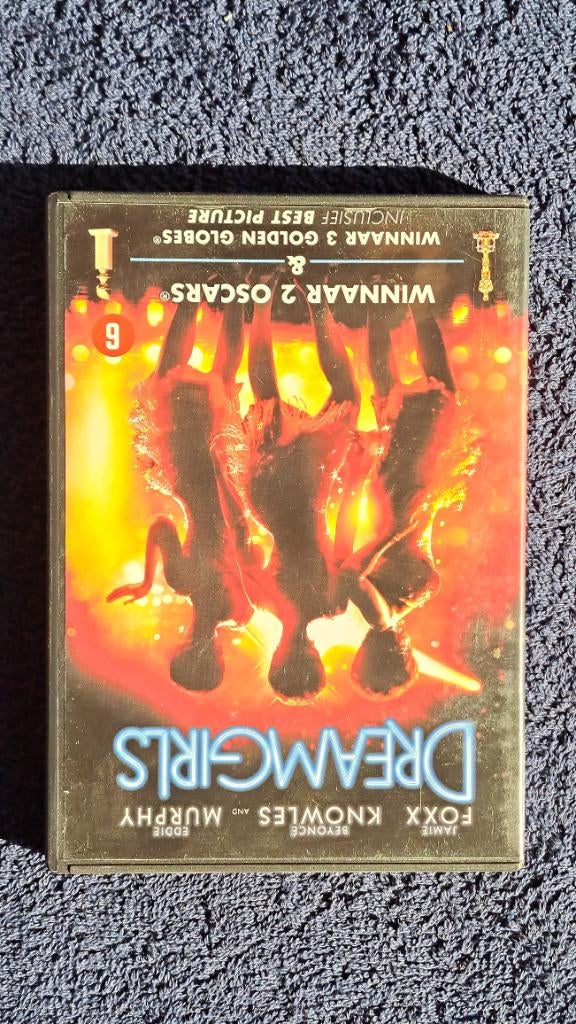 JAMIE BEYONCÉ EDDIE
FOXX KNOWLES AND MURPHY
DREAMGIRLS
6
WINNAAR 2 OSCARS®
&
WINNAAR 3 GOLDEN GLOBES®
INCLUSIEF BEST PICTURE